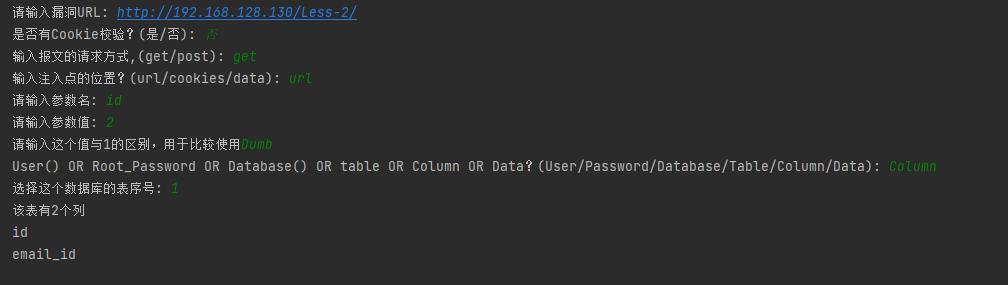 请输入漏洞URL: http://192.168.128.130/Less-2/
是否有Cookie校验？(是/否): 否
输入报文的请求方式,(get/post): get
输入注入点的位置？(url/cookies/data): url
请输入参数名: id
请输入参数值: 2
请输入这个值与1的区别，用于比较使用Dumb
User() OR Root_Password OR Database() OR table OR Column OR Data？(User/Password/Database/Table/Column/Data): Column
选择这个数据库的表序号: 1
该表有2个列
id
email_id